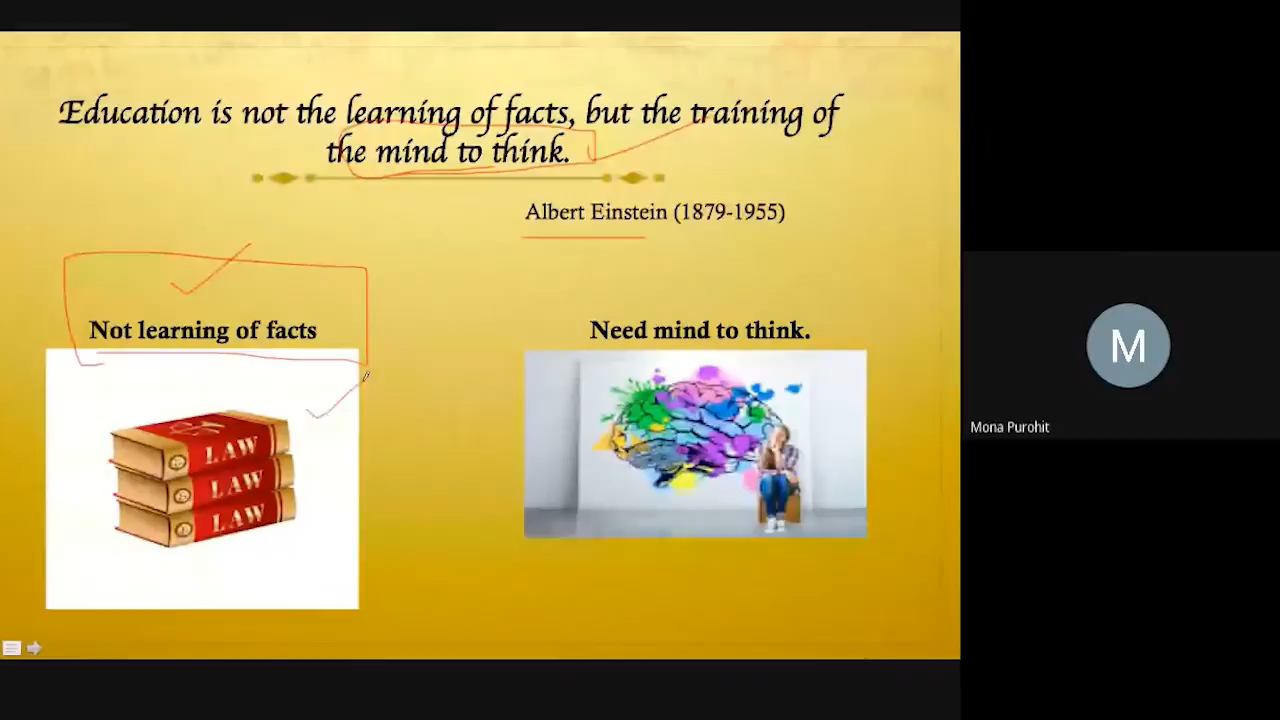 Education is not the learning of facts, but the training of
the mind to think.
Albert Einstein (1879-1955)
Not learning of facts
Need mind to think.
LAW
LAW
LAW
M
Mona Purohit